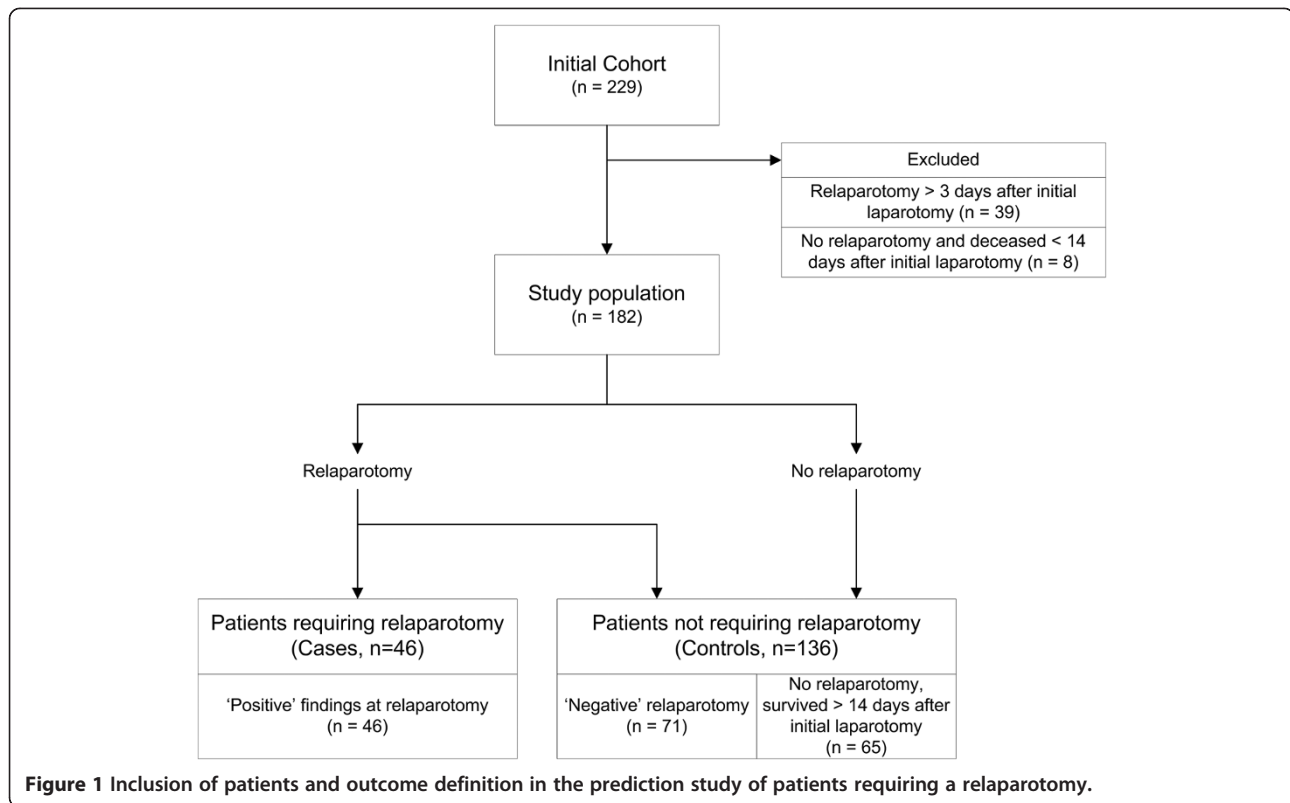 Initial Cohort
(n = 229)
Excluded
Relaparotomy > 3 days after initial
laparotomy (n = 39)
No relaparotomy and deceased < 14
days after initial laparotomy (n = 8)
Study population
(n = 182)
Relaparotomy
No relaparotomy
Patients requiring relaparotomy
(Cases, n=46)
‘Positive’ findings at relaparotomy
(n = 46)
Patients not requiring relaparotomy
(Controls, n=136)
‘Negative’ relaparotomy
(n = 71)
No relaparotomy,
survived > 14 days after
initial laparotomy
(n = 65)
Figure 1 Inclusion of patients and outcome definition in the prediction study of patients requiring a relaparotomy.